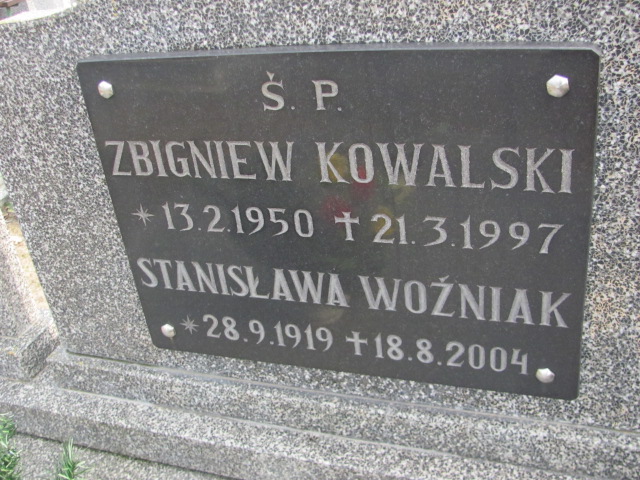 Š. P.
ZBIGNIEW KOWALSKI
* 13.2.1950 ✝ 21.3.1997
STANISŁAWA WOŹNIAK
* 28.9.1919 ✝ 18.8.2004